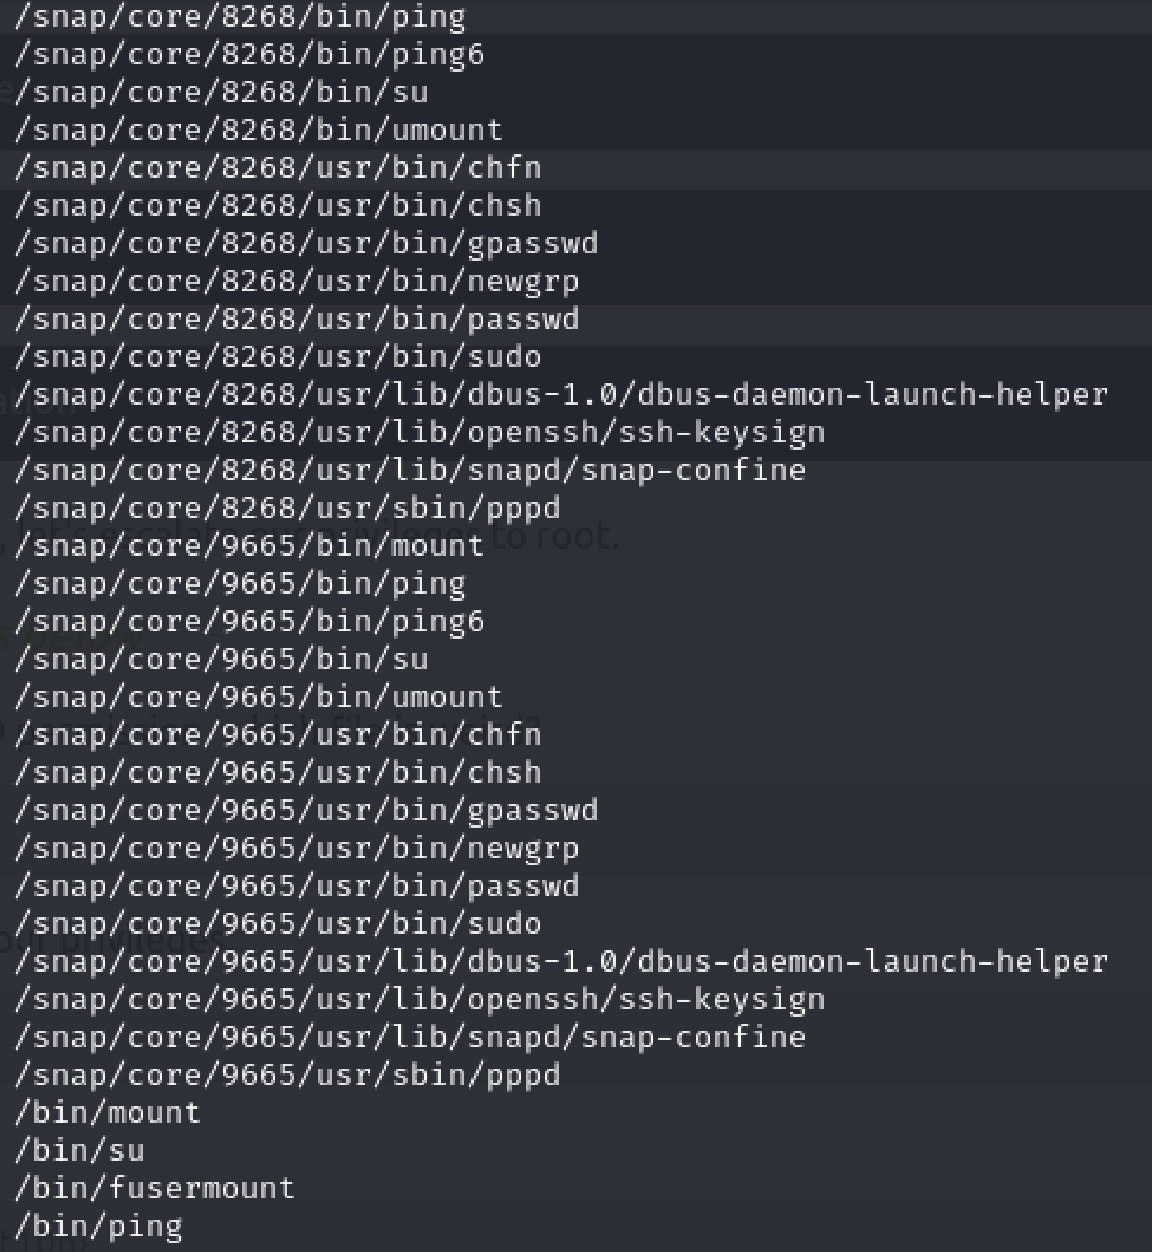 /snap/core/8268/bin/ping
/snap/core/8268/bin/ping6
/snap/core/8268/bin/su
/snap/core/8268/bin/umount
/snap/core/8268/usr/bin/chfn
/snap/core/8268/usr/bin/chsh
/snap/core/8268/usr/bin/gpasswd
/snap/core/8268/usr/bin/newgrp
/snap/core/8268/usr/bin/passwd
/snap/core/8268/usr/bin/sudo
/snap/core/8268/usr/lib/dbus-1.0/dbus-daemon-launch-helper
/snap/core/8268/usr/lib/openssh/ssh-keysign
/snap/core/8268/usr/lib/snapd/snap-confine
/snap/core/8268/usr/sbin/pppd
let's escalate our privileges to root.
/snap/core/9665/bin/mount
/snap/core/9665/bin/ping
/snap/core/9665/bin/ping6
/snap/core/9665/bin/su
/snap/core/9665/bin/umount
/snap/core/9665/usr/bin/chfn
/snap/core/9665/usr/bin/chsh
/snap/core/9665/usr/bin/gpasswd
/snap/core/9665/usr/bin/newgrp
/snap/core/9665/usr/bin/passwd
/snap/core/9665/usr/bin/sudo
privileges
/snap/core/9665/usr/lib/dbus-1.0/dbus-daemon-launch-helper
/snap/core/9665/usr/lib/openssh/ssh-keysign
/snap/core/9665/usr/lib/snapd/snap-confine
/snap/core/9665/usr/sbin/pppd
/bin/mount
/bin/su
/bin/fusermount
/bin/ping